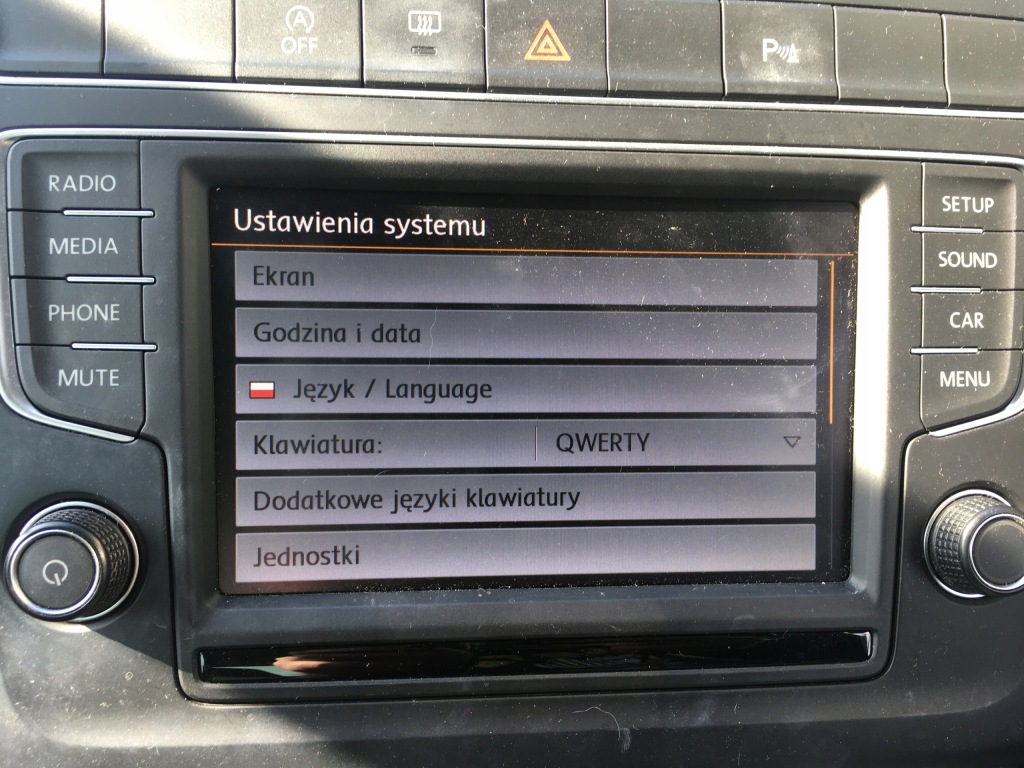 A
OFF
P
RADIO
MEDIA
PHONE
MUTE
Ustawienia systemu
Ekran
Godzina i data
Język / Language
Klawiatura: QWERTY
Dodatkowe języki klawiatury
Jednostki
SETUP
SOUND
CAR
MENU